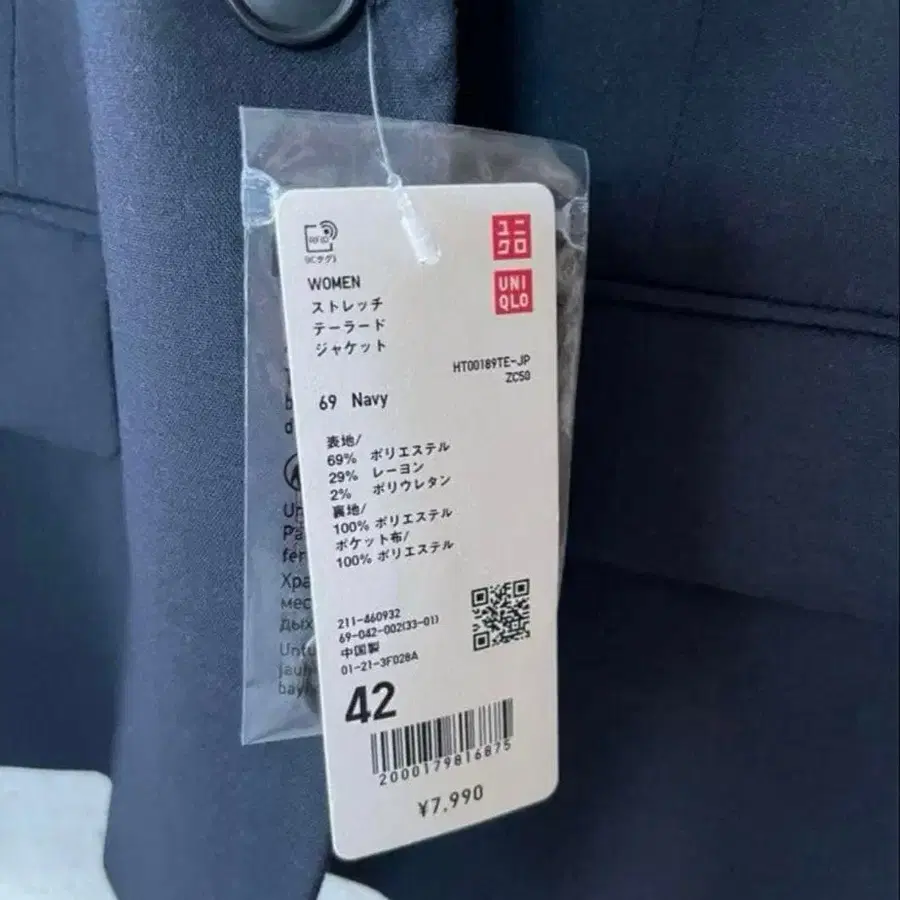 RFID
(ICタグ)
ユニ
クロ
UNI
QLO
WOMEN
ストレッチ
テーラード
ジャケット
HT00189TE-JP
ZC50
69 Navy
表地/
69% ポリエステル
29% レーヨン
2% ポリウレタン
裏地/
100% ポリエステル
ポケット布/
100% ポリエステル
211-460932
69-042-002(33-01)
中国製
01-21-3F028A
42
2000179816875
¥7,990